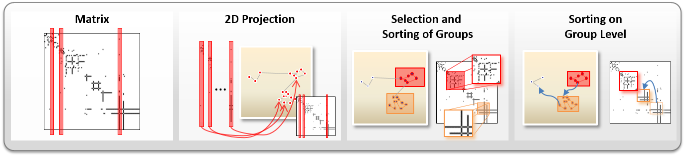 Matrix
2D Projection
Selection and
Sorting of Groups
Sorting on
Group Level
...